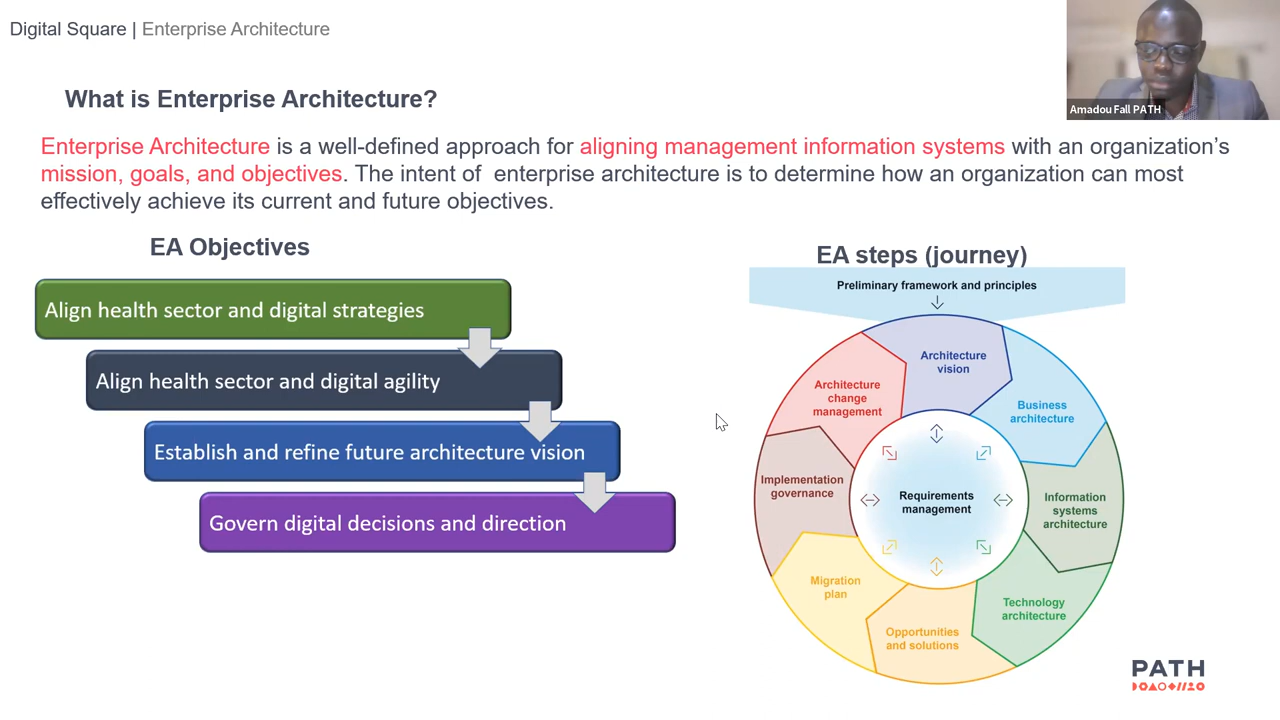 Digital Square | Enterprise Architecture
Amadou Fall PATH
What is Enterprise Architecture?
Enterprise Architecture is a well-defined approach for aligning management information systems with an organization's
mission, goals, and objectives. The intent of enterprise architecture is to determine how an organization can most
effectively achieve its current and future objectives.
EA Objectives
Align health sector and digital strategies
Align health sector and digital agility
Establish and refine future architecture vision
Govern digital decisions and direction
EA steps (journey)
Preliminary framework and principles
Architecture
vision
Business
architecture
Information
systems
architecture
Technology
architecture
Opportunities
and solutions
Migration
plan
Implementation
governance
Architecture
change
management
Requirements
management
PATH